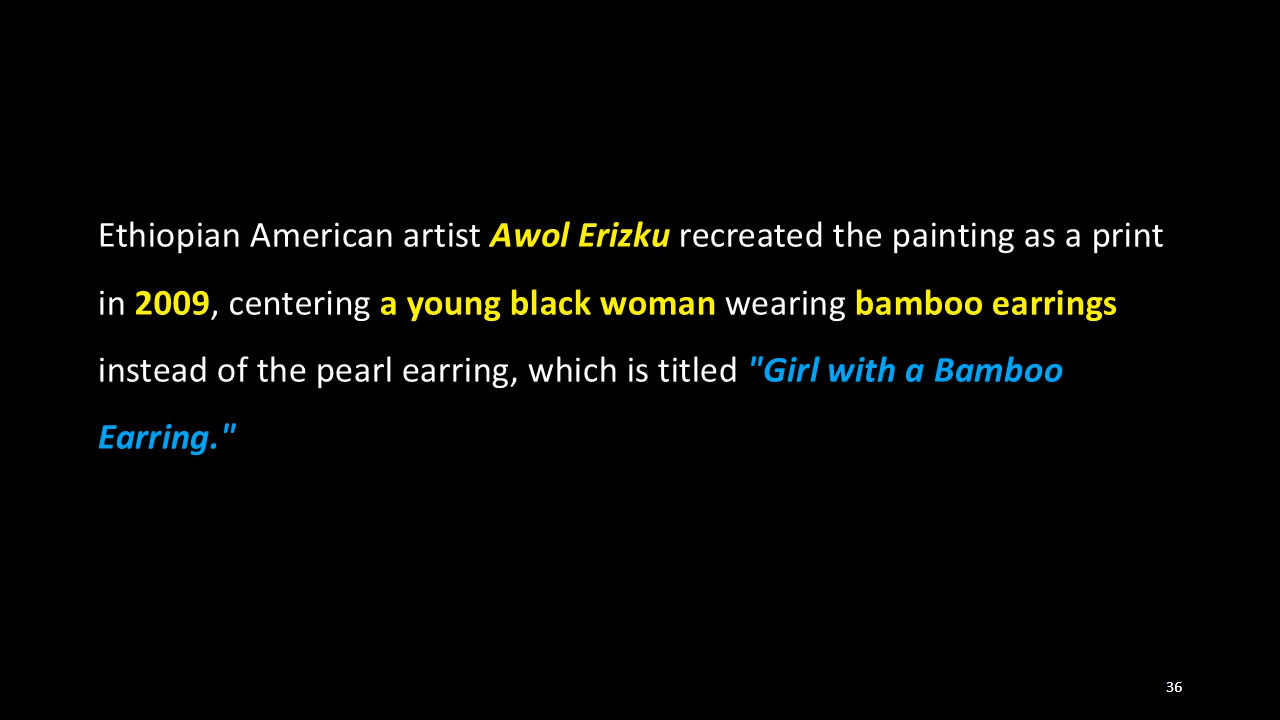 Ethiopian American artist Awol Erizku recreated the painting as a print
in 2009, centering a young black woman wearing bamboo earrings
instead of the pearl earring, which is titled "Girl with a Bamboo
Earring."
36